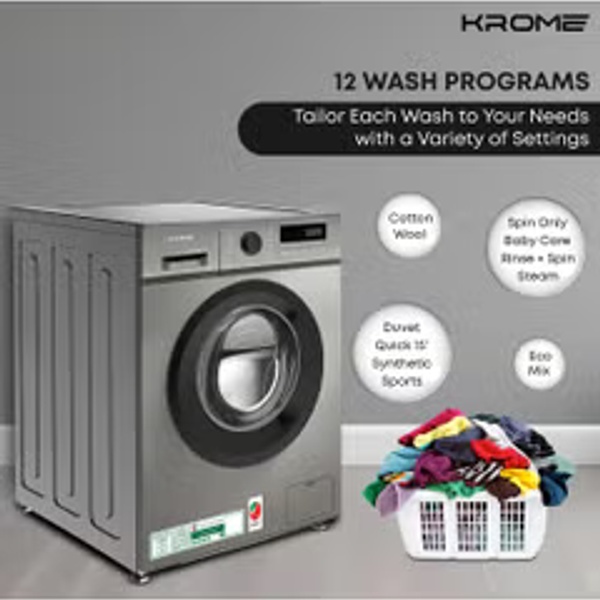 KROME
12 WASH PROGRAMS
Tailor Each Wash to Your Needs
with a Variety of Settings
Cotton
Wool
Spin Only
Baby Care
Rinse + Spin
Steam
Duvet
Quick 15'
Synthetic
Sports
Eco
Mix